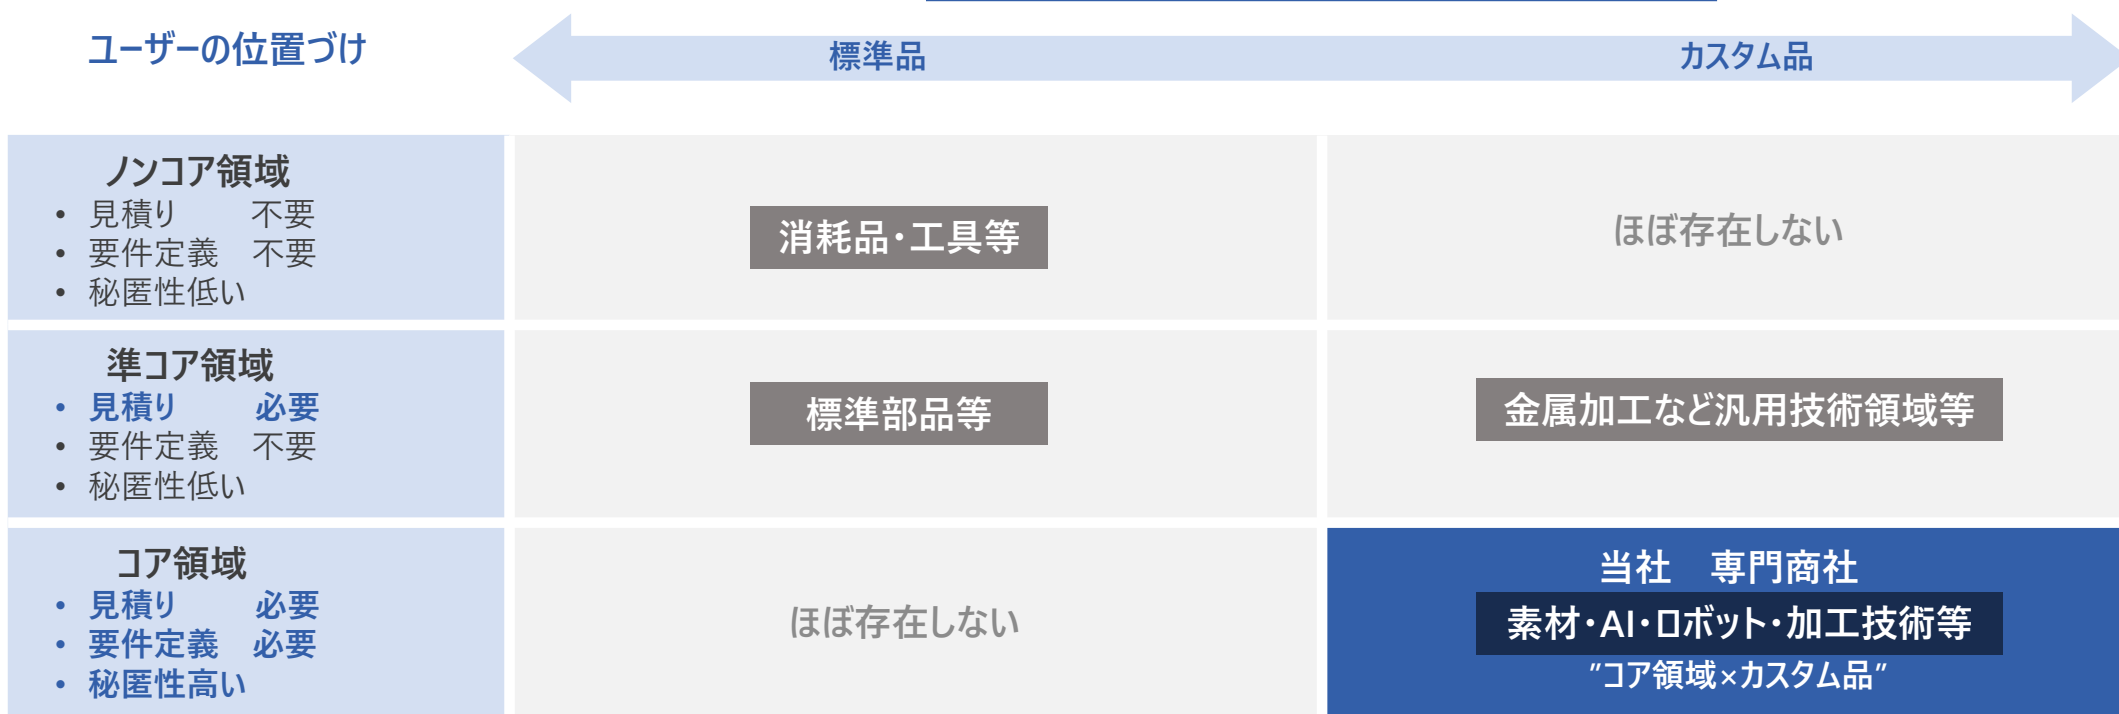 ユーザーの位置づけ
標準品
カスタム品
ノンコア領域
• 見積り　　不要
• 要件定義　不要
• 秘匿性低い
消耗品・工具等
ほぼ存在しない
準コア領域
• 見積り　　必要
• 要件定義　不要
• 秘匿性低い
標準部品等
金属加工など汎用技術領域等
コア領域
• 見積り　　必要
• 要件定義　必要
• 秘匿性高い
ほぼ存在しない
当社　専門商社
素材・AI・ロボット・加工技術等
”コア領域×カスタム品”